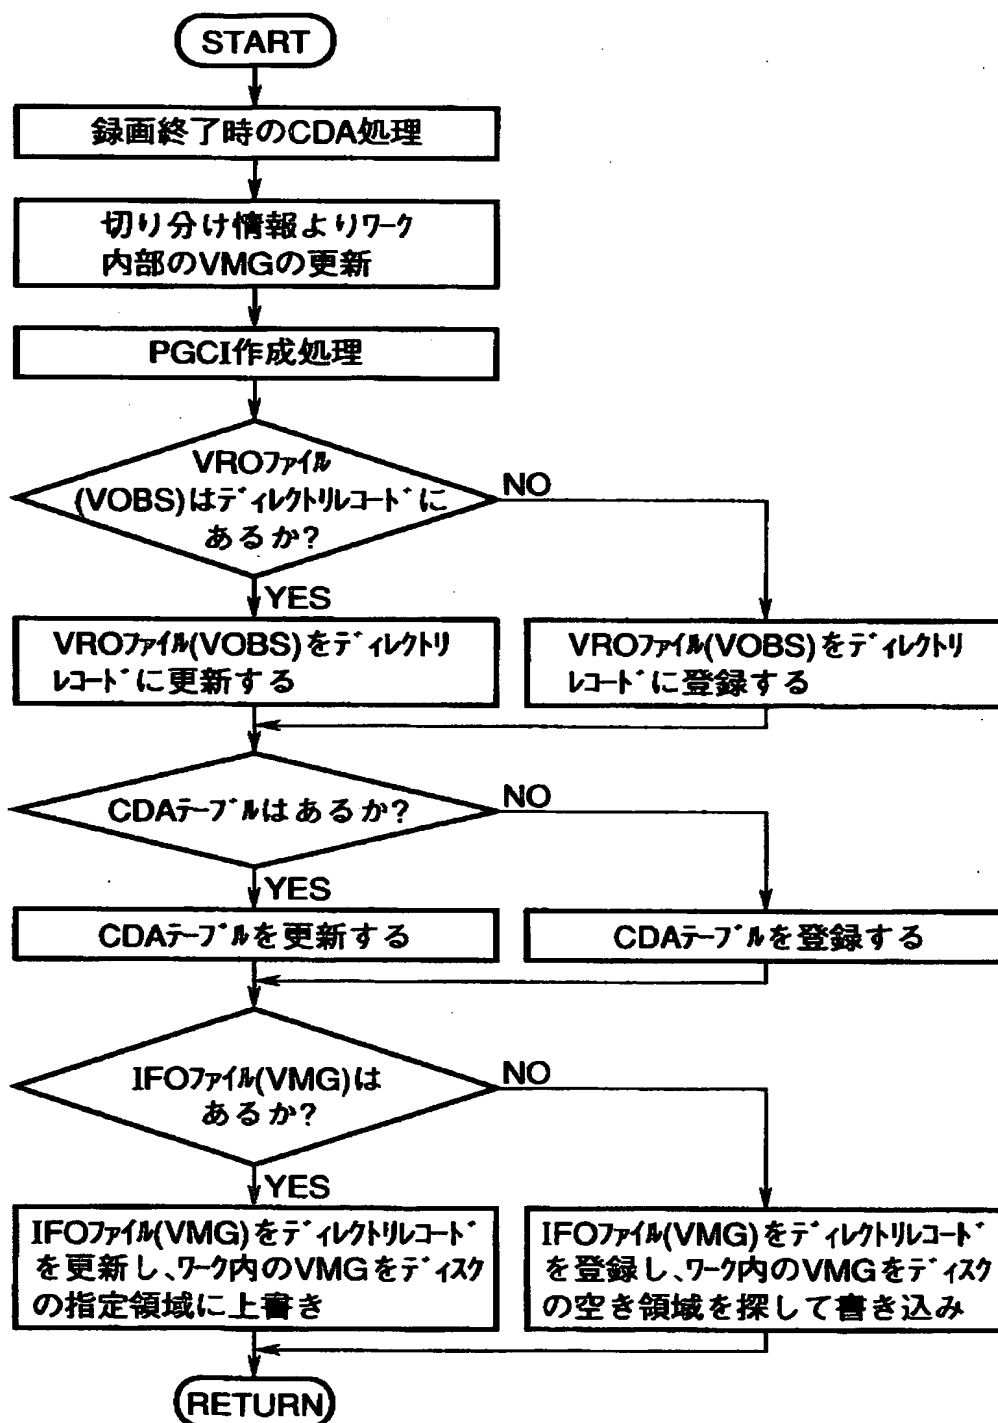 START
録画終了時のCDA処理
切り分け情報よりワーク
内部のVMGの更新
PGCI作成処理
VROファイル
(VOBS)はディレクトリレコードに
あるか?
NO
YES
VROファイル(VOBS)をディレクトリ
レコードに更新する
VROファイル(VOBS)をディレクトリ
レコードに登録する
CDAテーブルはあるか?
NO
YES
CDAテーブルを更新する
CDAテーブルを登録する
IFOファイル(VMG)は
あるか?
NO
YES
IFOファイル(VMG)をディレクトリレコード
を更新し、ワーク内のVMGをディスク
の指定領域に上書き
IFOファイル(VMG)をディレクトリレコード
を登録し、ワーク内のVMGをディスク
の空き領域を探して書き込み
RETURN